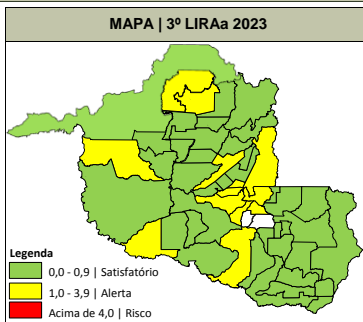 MAPA | 3º LIRAa 2023
Legenda
0,0 - 0,9 | Satisfatório
1,0 - 3,9 | Alerta
Acima de 4,0 | Risco